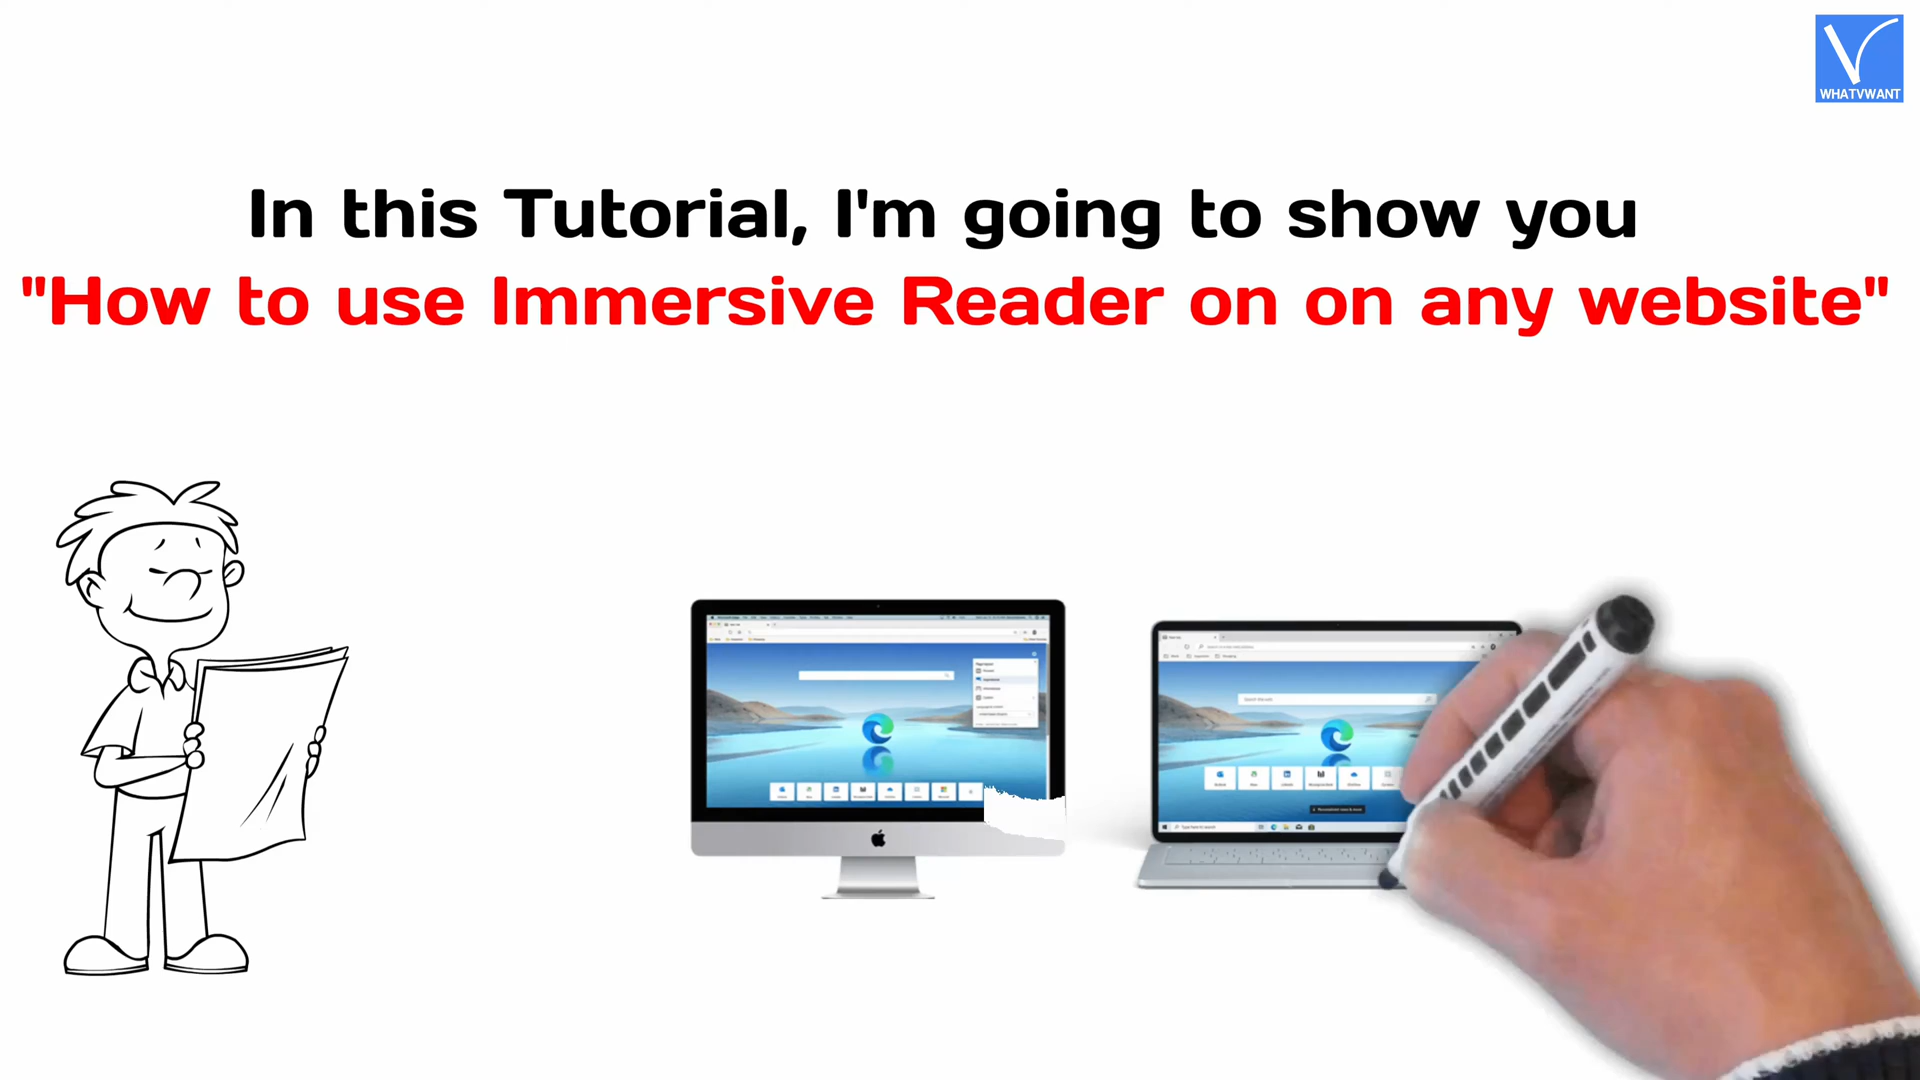 WHATVWANT
In this Tutorial, I'm going to show you
"How to use Immersive Reader on on any website"